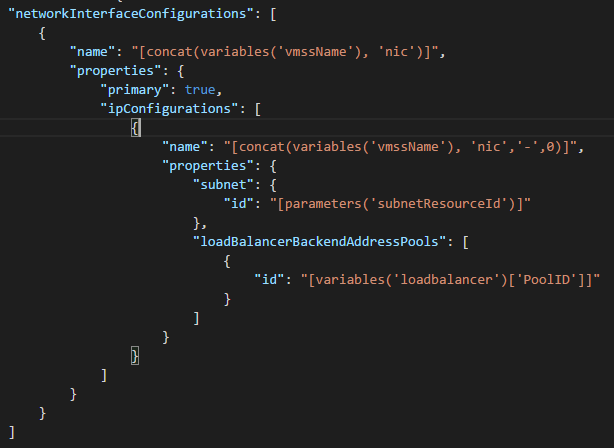 "networkInterfaceConfigurations": [
{
"name": "[concat(variables('vmssName'), 'nic')]",
"properties": {
"primary": true,
"ipConfigurations": [
{
"name": "[concat(variables('vmssName'), 'nic','-',0)]",
"properties": {
"subnet": {
"id": "[parameters('subnetResourceId')]"
},
"loadBalancerBackendAddressPools": [
{
"id": "[variables('loadbalancer')['PoolID']]"
}
]
}
}
]
}
}
]